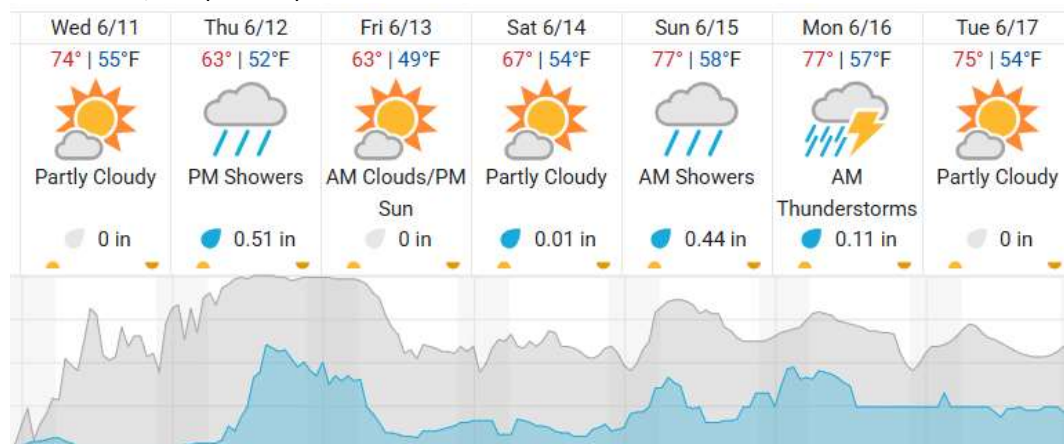 Wed 6/11 Thu 6/12 Fri 6/13 Sat 6/14 Sun 6/15 Mon 6/16 Tue 6/17
74° | 55°F 63° | 52°F 63° | 49°F 67° | 54°F 77° | 58°F 77° | 57°F 75° | 54°F
Partly Cloudy PM Showers AM Clouds/PM Partly Cloudy AM Showers AM Partly Cloudy
Sun Thunderstorms
0 in 0.51 in 0 in 0.01 in 0.44 in 0.11 in 0 in